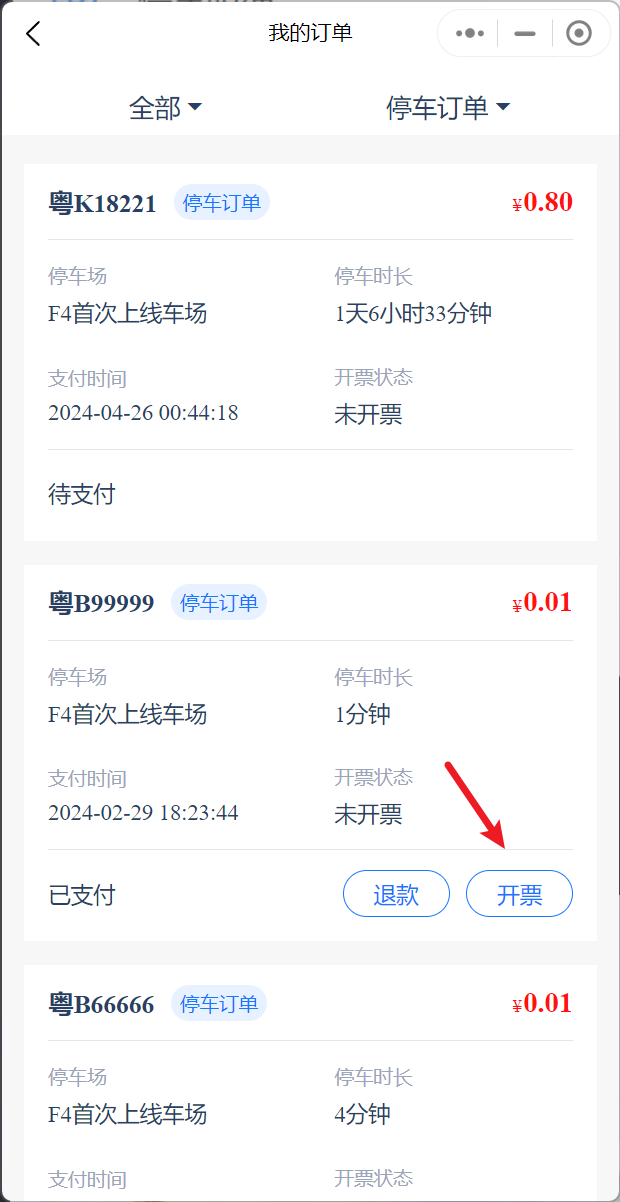 我的订单
全部 停车订单
粤K18221 停车订单 ¥0.80
停车场 停车时长
F4首次上线车场 1天6小时33分钟
支付时间 开票状态
2024-04-26 00:44:18 未开票
待支付
粤B99999 停车订单 ¥0.01
停车场 停车时长
F4首次上线车场 1分钟
支付时间 开票状态
2024-02-29 18:23:44 未开票
已支付 退款 开票
粤B66666 停车订单 ¥0.01
停车场 停车时长
F4首次上线车场 4分钟
支付时间 开票状态